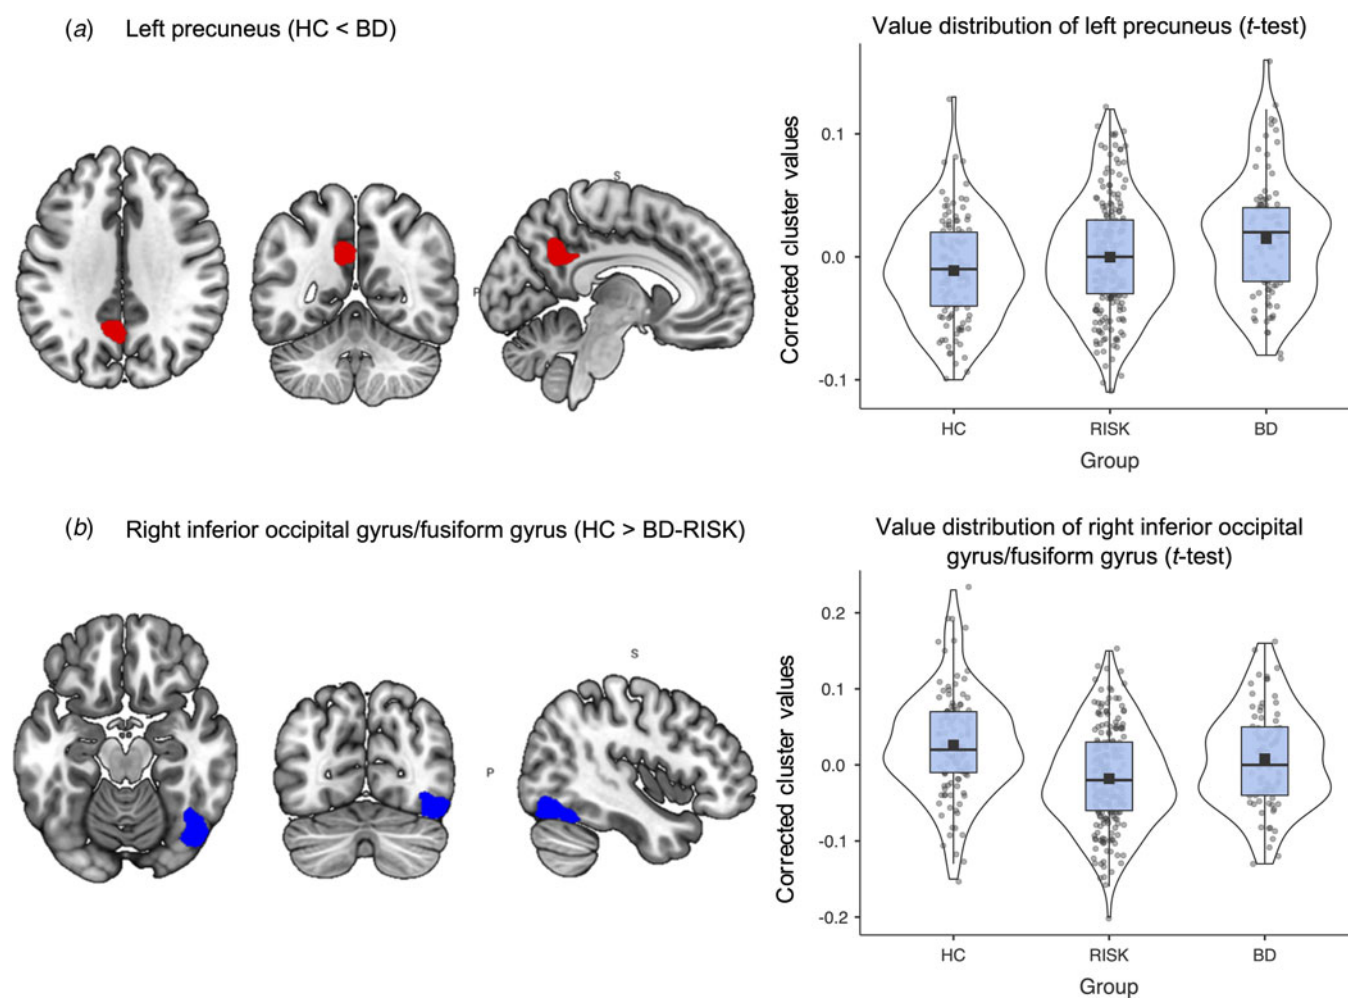 (a) Left precuneus (HC < BD)
Value distribution of left precuneus (t-test)
S
P
Corrected cluster values
0.1
0.0
-0.1
HC RISK BD
Group
(b) Right inferior occipital gyrus/fusiform gyrus (HC > BD-RISK)
Value distribution of right inferior occipital
gyrus/fusiform gyrus (t-test)
S
P
Corrected cluster values
0.2
0.1
0.0
-0.1
-0.2
HC RISK BD
Group